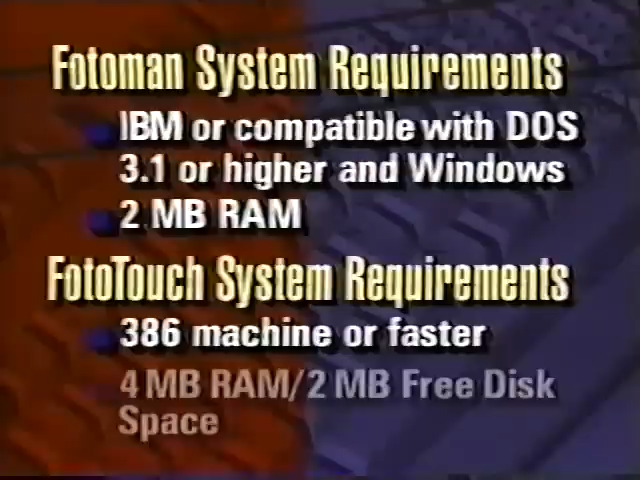 Fotoman System Requirements
IBM or compatible with DOS
3.1 or higher and Windows
2 MB RAM
FotoTouch System Requirements
386 machine or faster
4 MB RAM/2 MB Free Disk
Space